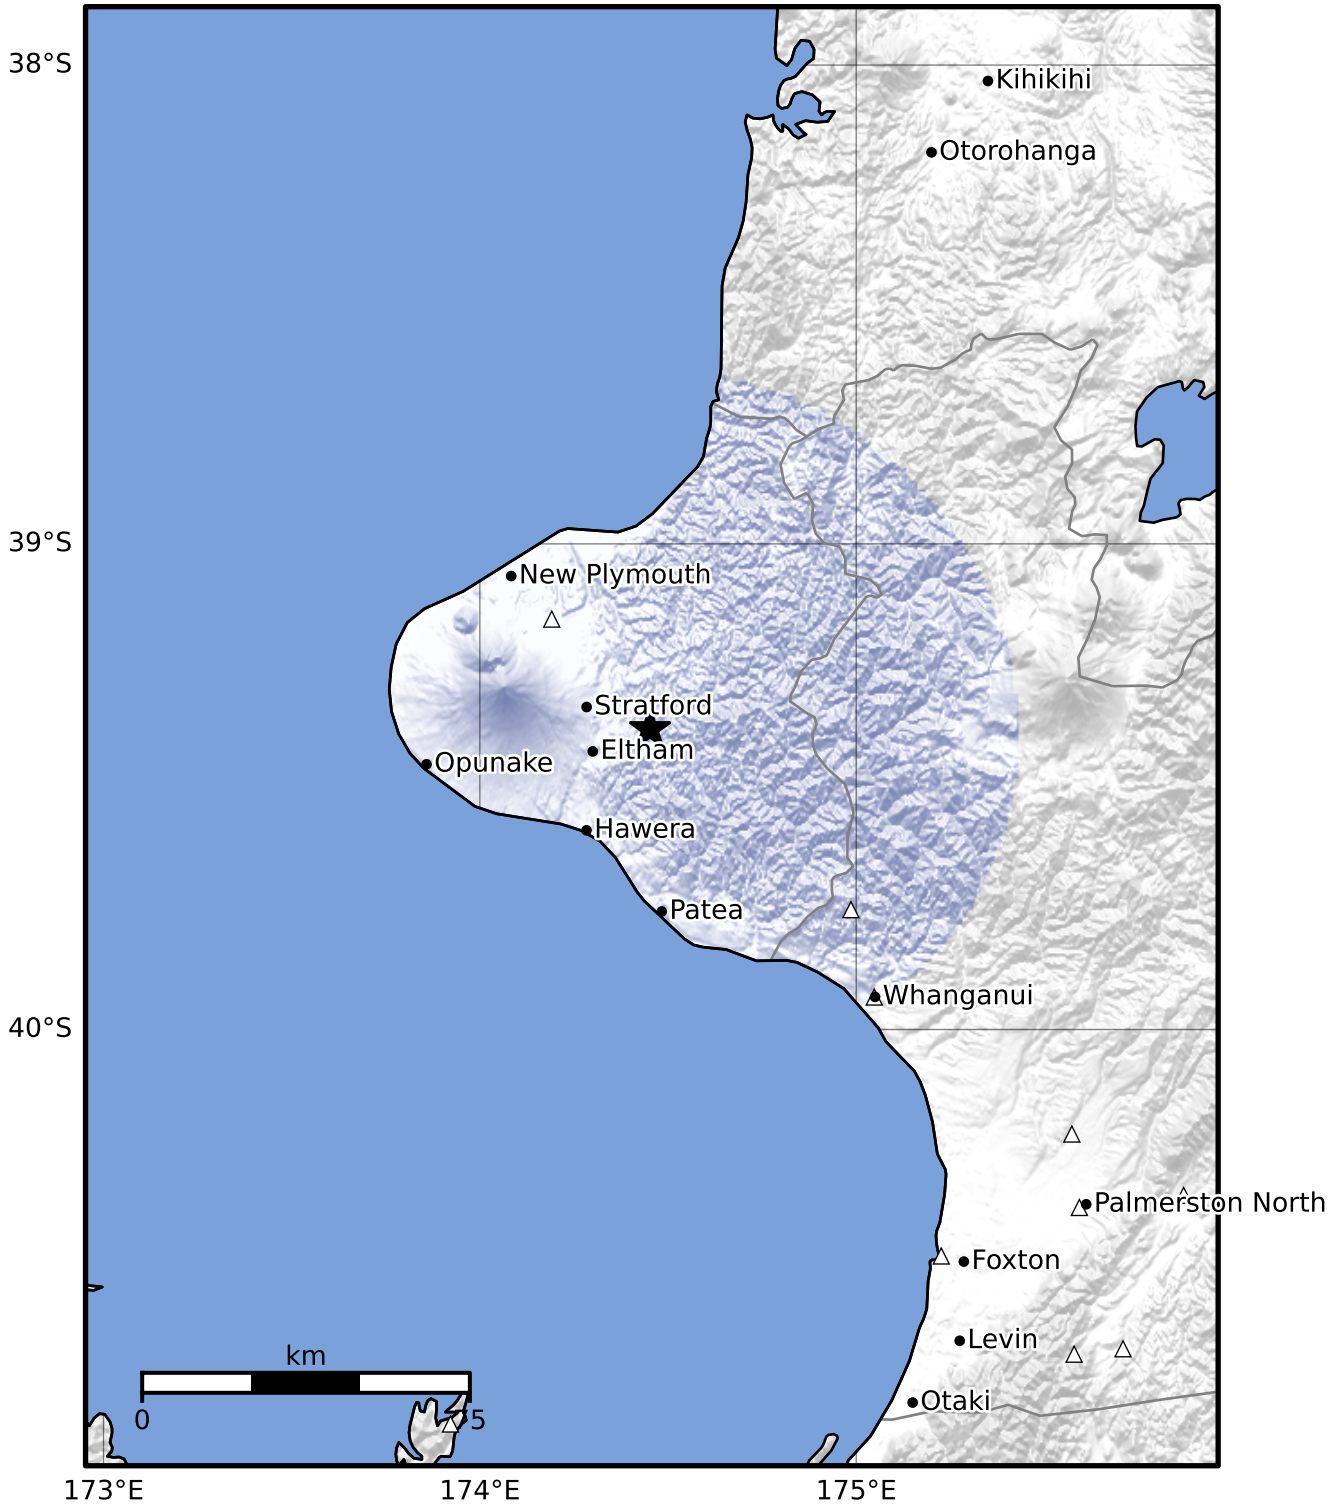 38°S
Kihikihi
Otorohanga
39°S
New Plymouth
Stratford
Eltham
Opunake
Hawera
Patea
Whanganui
40°S
Palmerston North
Foxton
Levin
km
0
5
Otaki
173°E
174°E
175°E